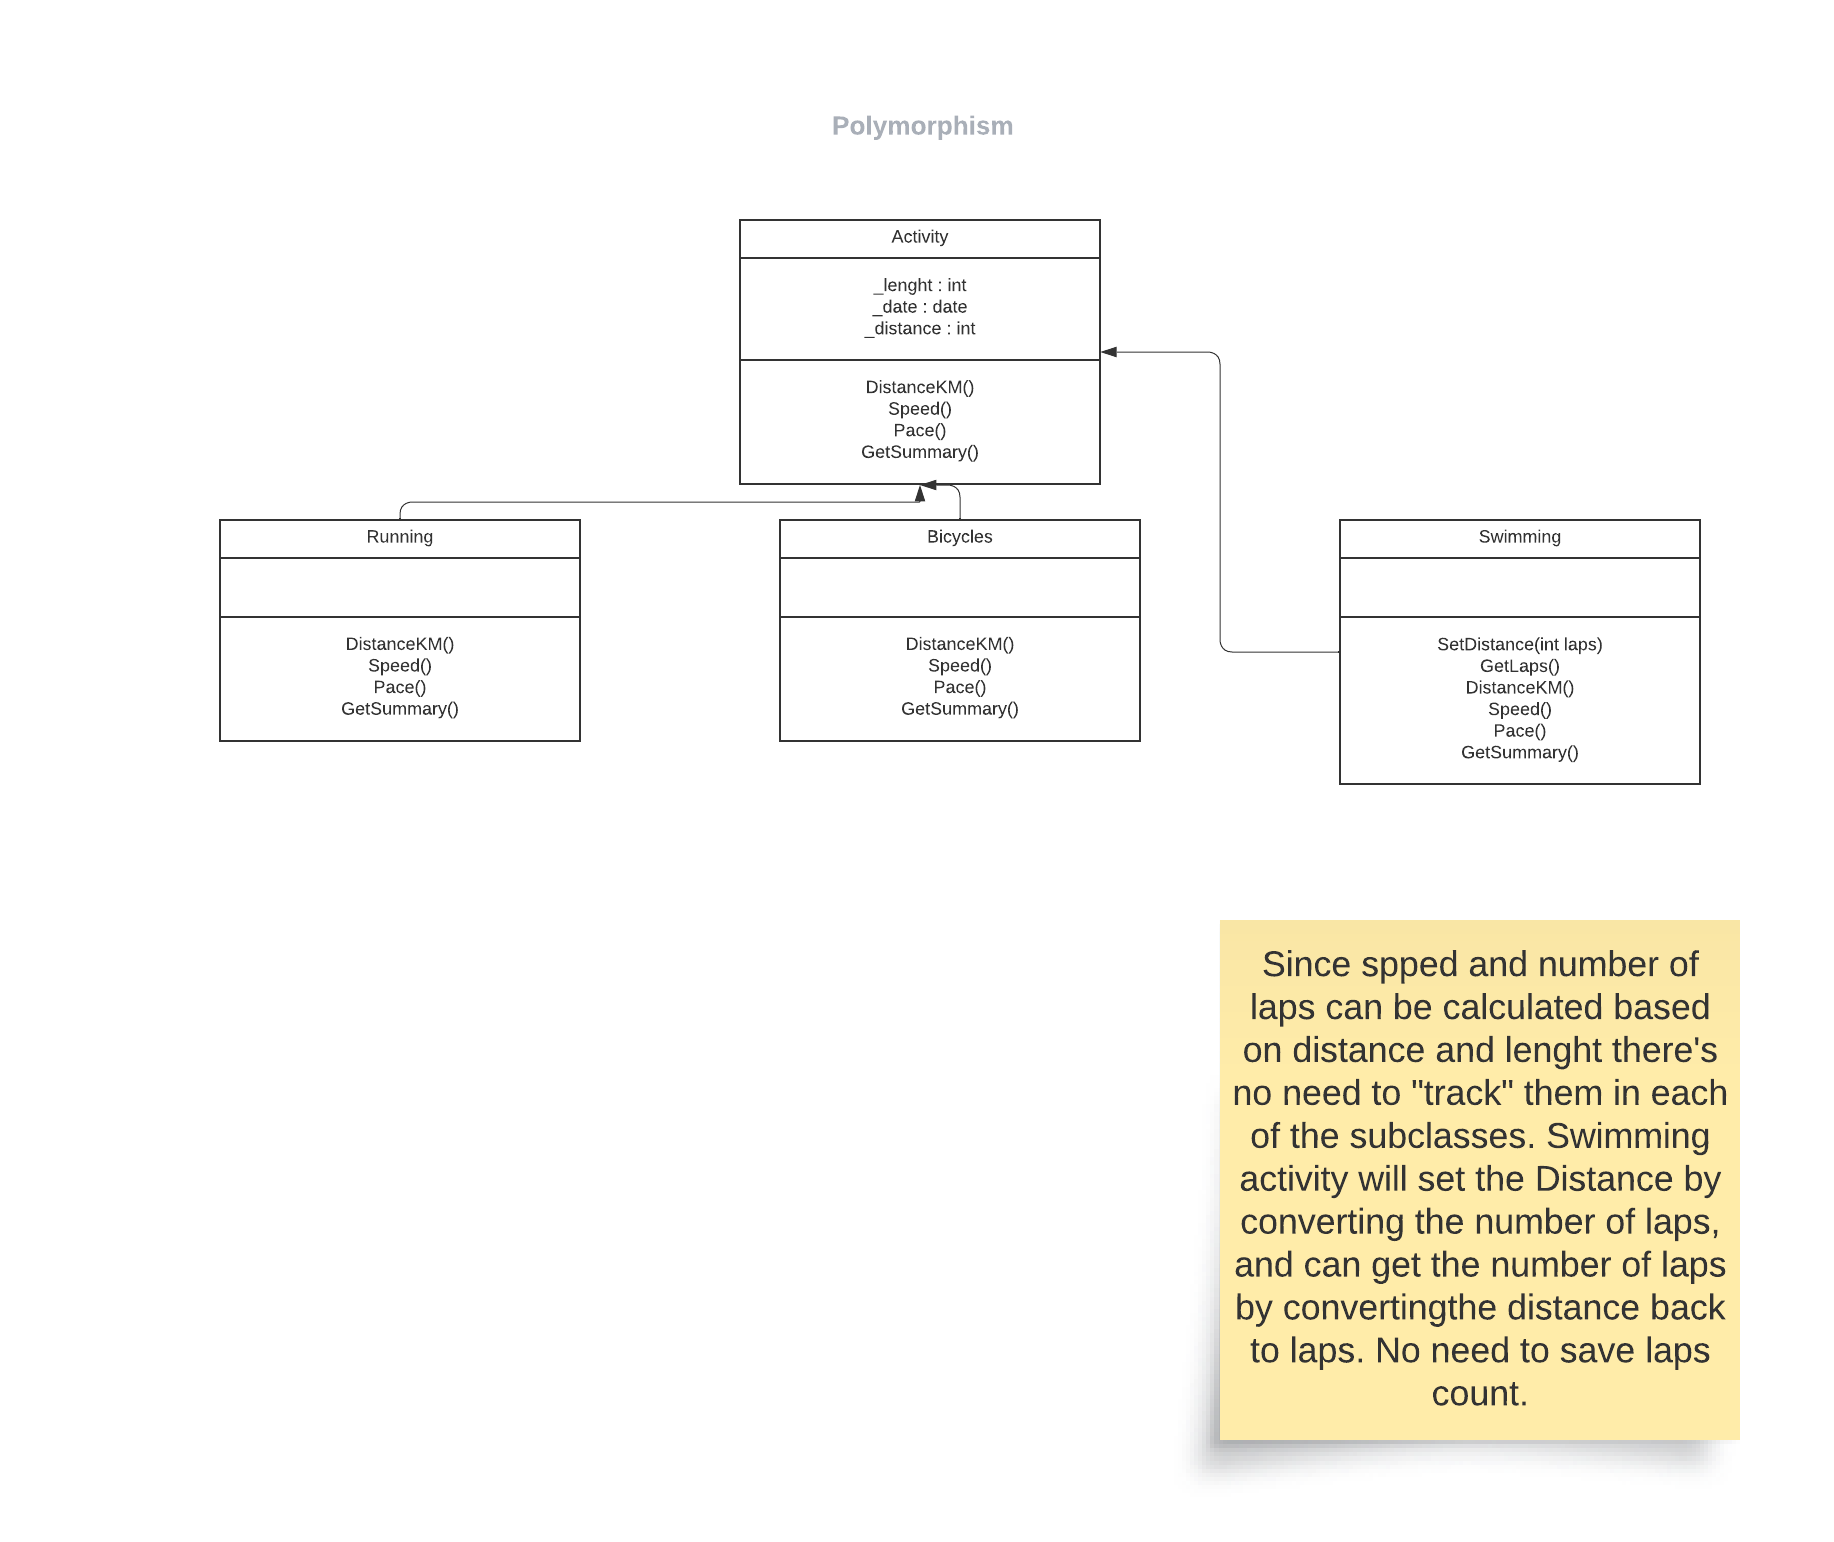 Polymorphism
Activity
_lenght : int
_date : date
_distance : int
DistanceKM()
Speed()
Pace()
GetSummary()
Running
DistanceKM()
Speed()
Pace()
GetSummary()
Bicycles
DistanceKM()
Speed()
Pace()
GetSummary()
Swimming
SetDistance(int laps)
GetLaps()
DistanceKM()
Speed()
Pace()
GetSummary()
Since spped and number of
laps can be calculated based
on distance and lenght there's
no need to "track" them in each
of the subclasses. Swimming
activity will set the Distance by
converting the number of laps,
and can get the number of laps
by convertingthe distance back
to laps. No need to save laps
count.